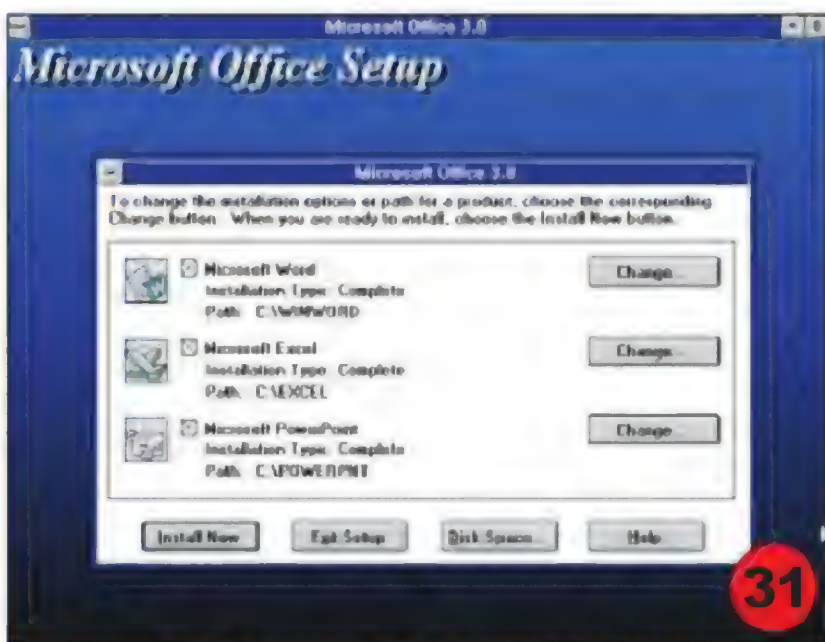 Microsoft Office 3.0
Microsoft Office Setup
Microsoft Office 3.0
To change the installation options or path for a product, choose the corresponding
Change button. When you are ready to install, choose the Install Now button.
Microsoft Word
Installation Type: Complete
Path: C:\WINWORD
Change...
Microsoft Excel
Installation Type: Complete
Path: C:\EXCEL
Change...
Microsoft PowerPoint
Installation Type: Complete
Path: C:\POWERPNT
Change...
Install Now
Exit Setup
Disk Space...
Help
31